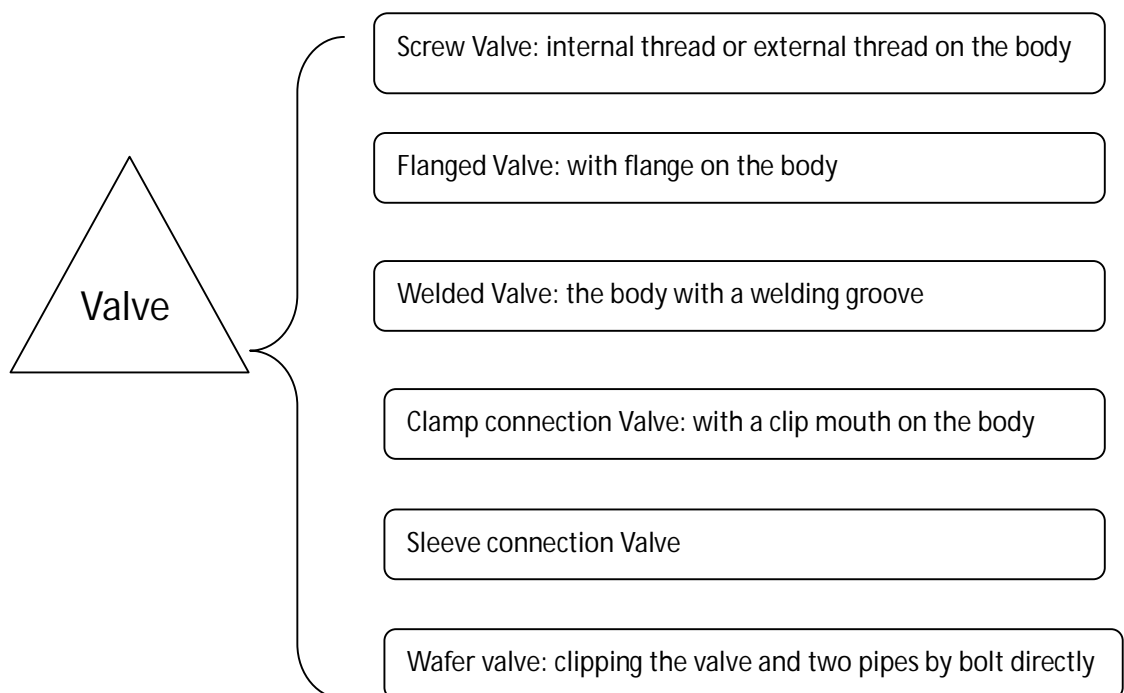 Screw Valve: internal thread or external thread on the body
Flanged Valve: with flange on the body
Valve
Welded Valve: the body with a welding groove
Clamp connection Valve: with a clip mouth on the body
Sleeve connection Valve
Wafer valve: clipping the valve and two pipes by bolt directly